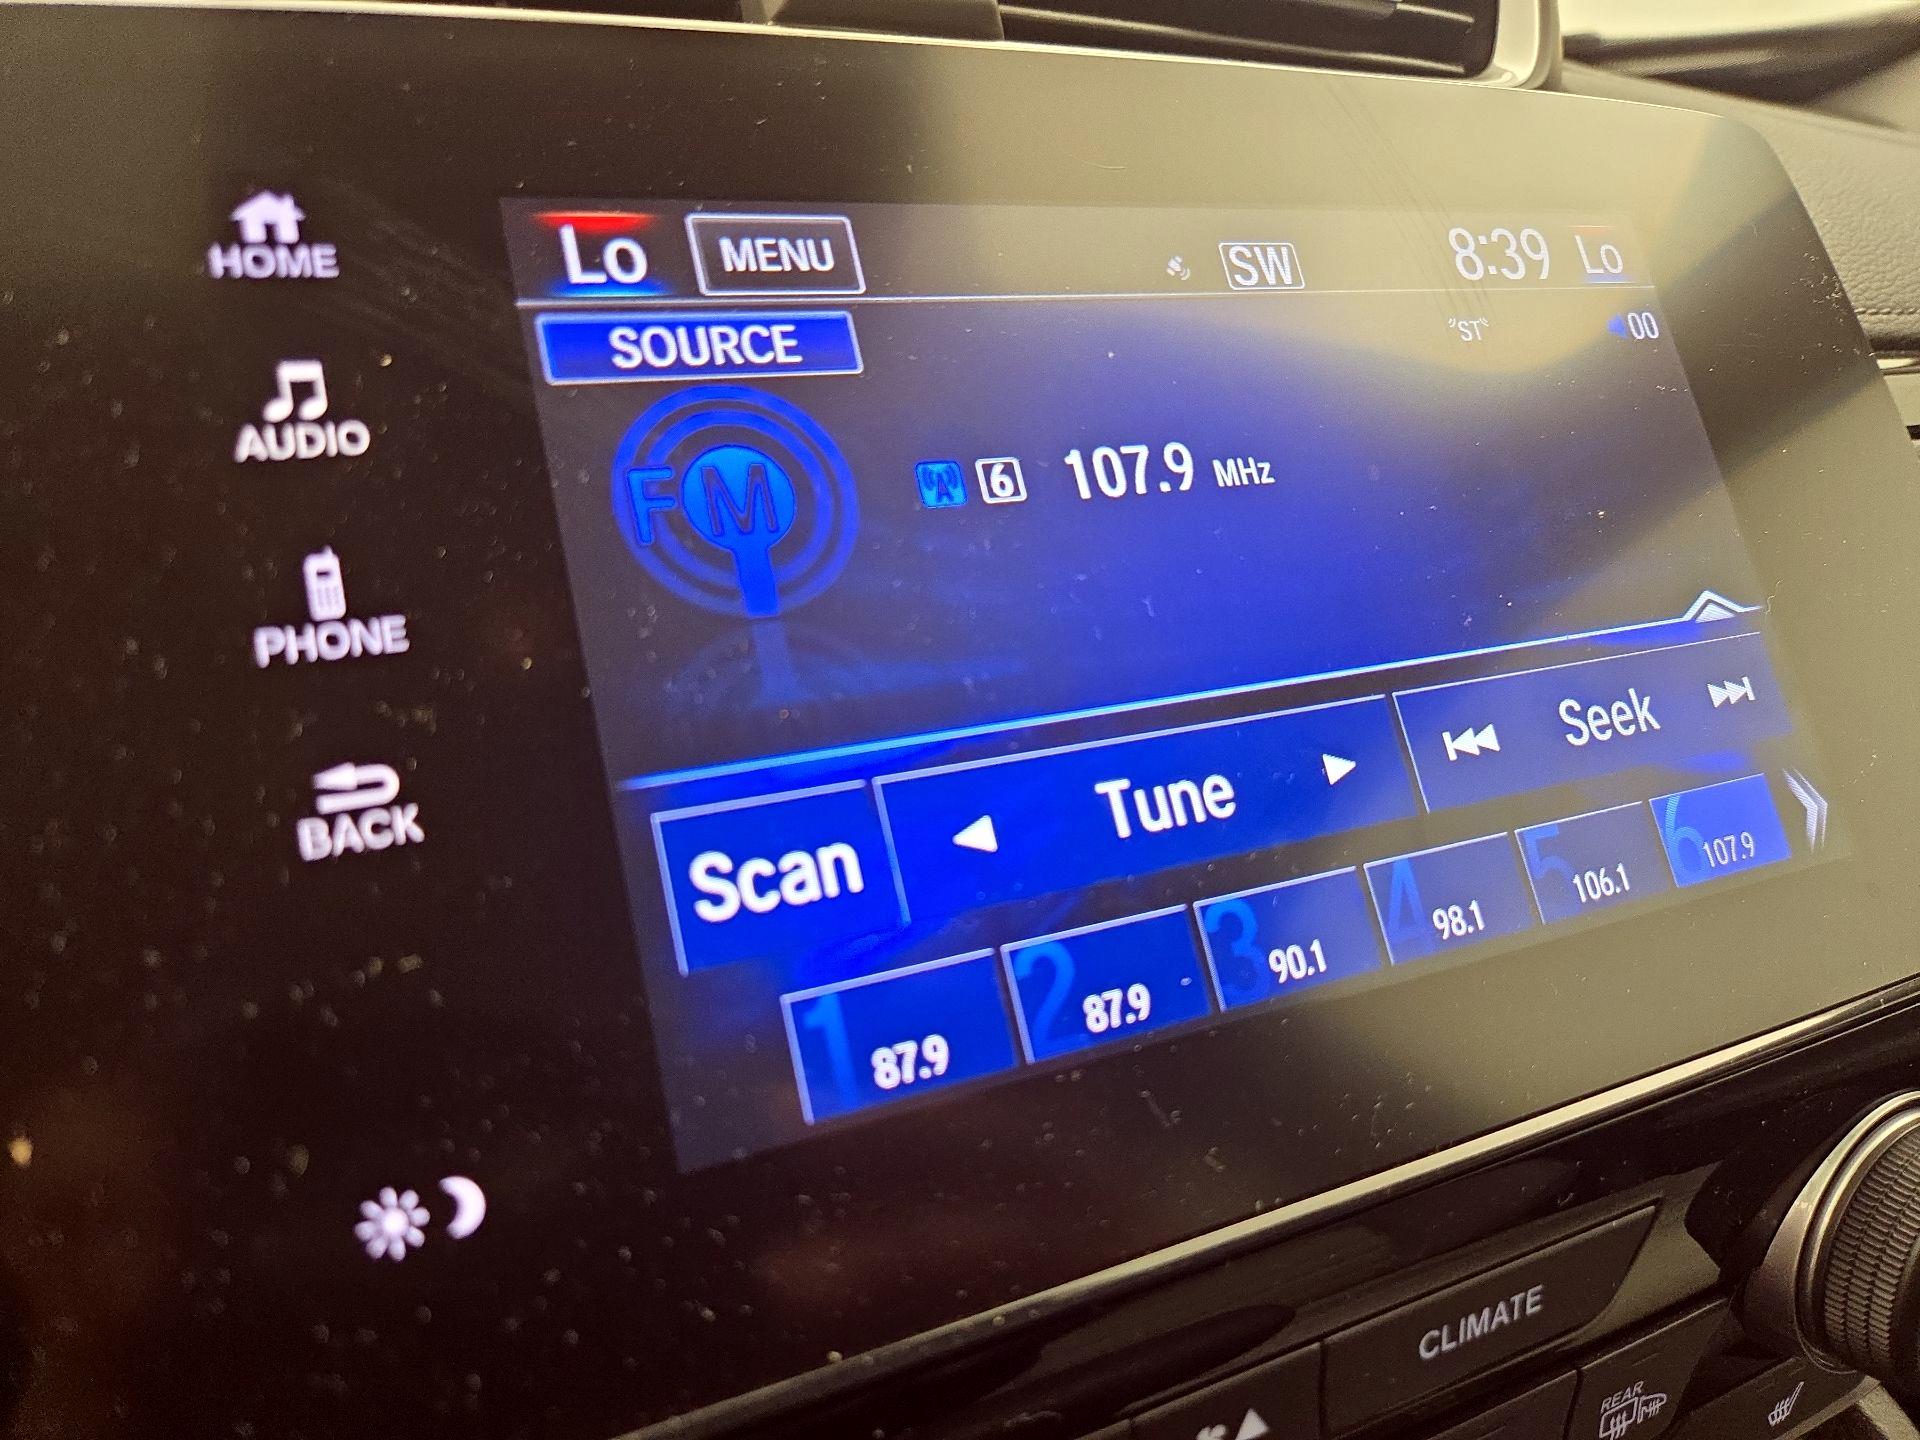 HOME
AUDIO
PHONE
BACK
Lo MENU SW 8:39 Lo
SOURCE "ST" 00
FM A 6 107.9 MHz
Scan Tune Seek
1 87.9 2 87.9 3 90.1 4 98.1 5 106.1 6 107.9
CLIMATE
REAR